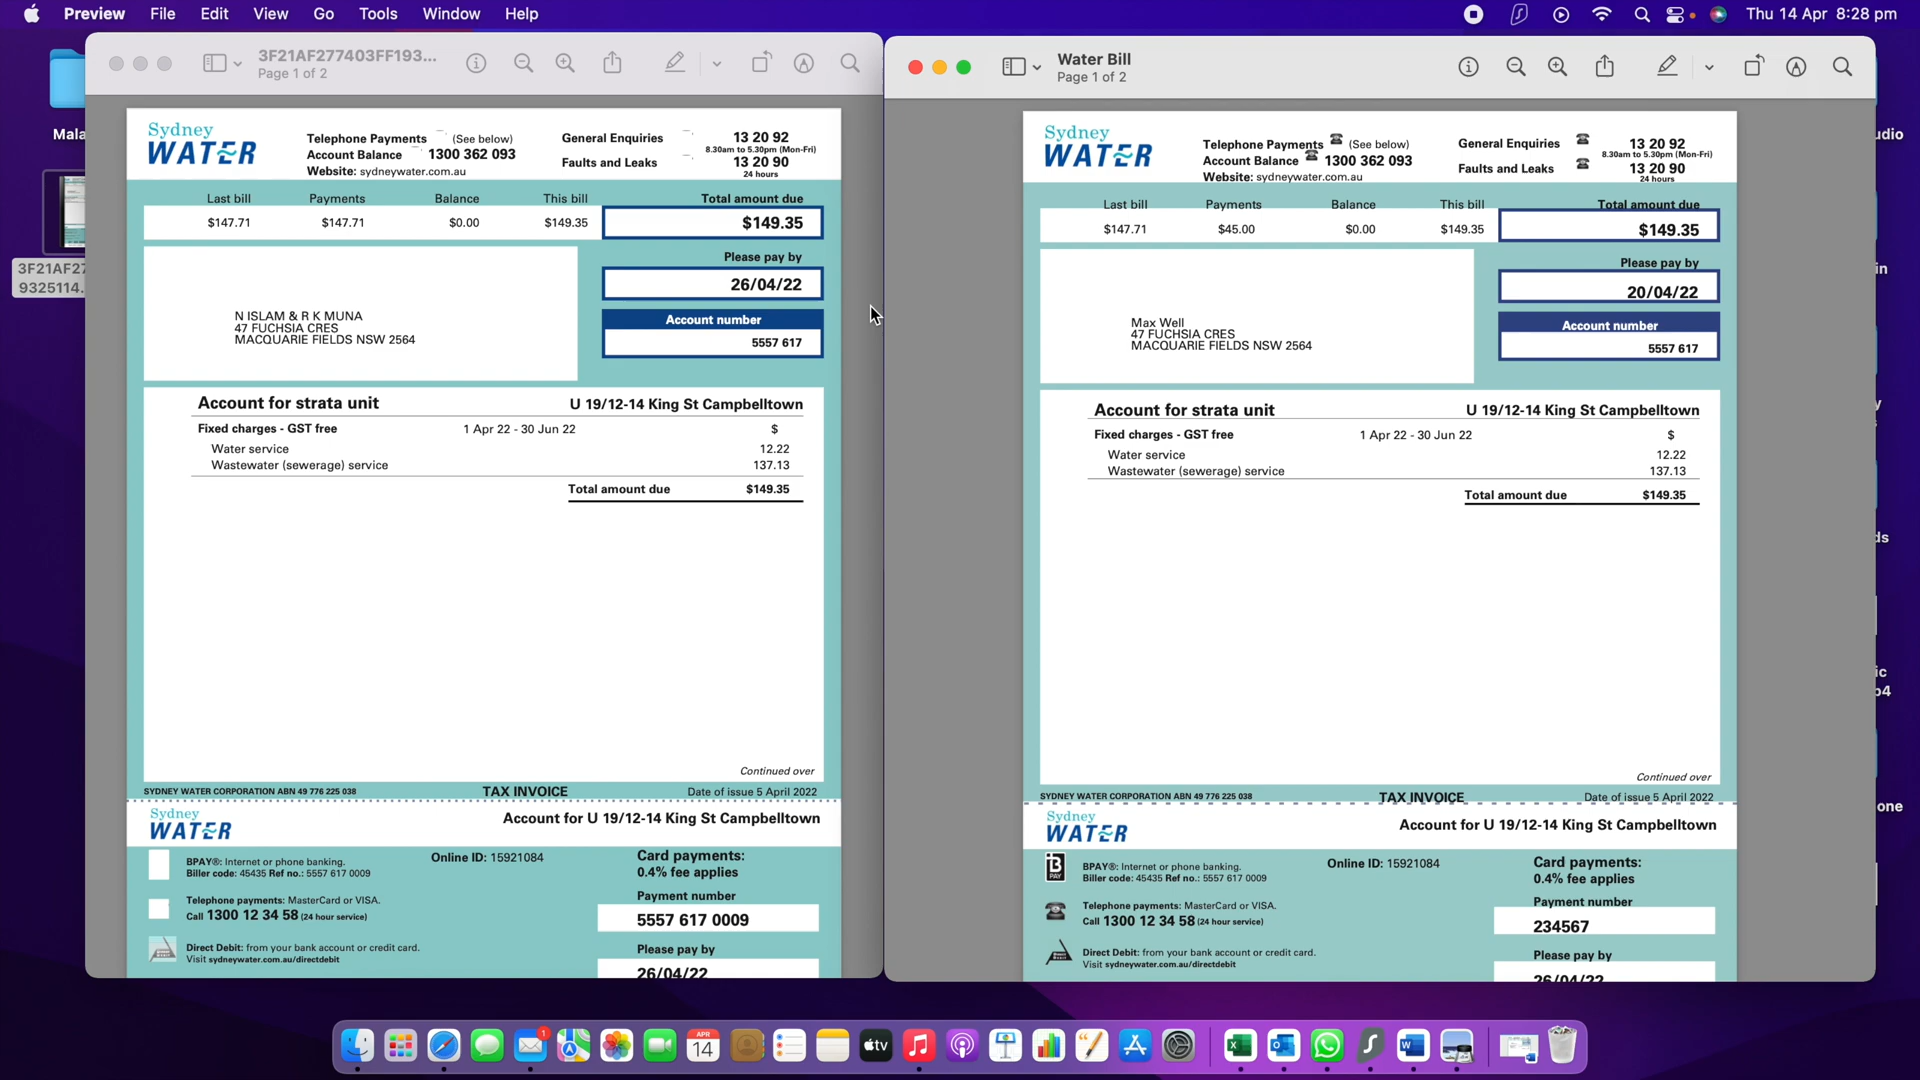 Preview File Edit View Go Tools Window Help
Thu 14 Apr 8:28 pm
Mala
3F21AF27
9325114.
3F21AF277403FF193...
Page 1 of 2
Sydney
WATER
Telephone Payments (See below)
Account Balance 1300 362 093
Website: sydneywater.com.au
General Enquiries 13 20 92
8.30am to 5.30pm (Mon-Fri)
Faults and Leaks 13 20 90
24 hours
Last bill Payments Balance This bill Total amount due
$147.71 $147.71 $0.00 $149.35 $149.35
Please pay by
26/04/22
Account number
5557 617
N ISLAM & R K MUNA
47 FUCHSIA CRES
MACQUARIE FIELDS NSW 2564
Account for strata unit U 19/12-14 King St Campbelltown
Fixed charges - GST free 1 Apr 22 - 30 Jun 22 $
Water service 12.22
Wastewater (sewerage) service 137.13
Total amount due $149.35
Continued over
SYDNEY WATER CORPORATION ABN 49 776 225 038 TAX INVOICE Date of issue 5 April 2022
Sydney
WATER
Account for U 19/12-14 King St Campbelltown
BPAY®: Internet or phone banking.
Biller code: 45435 Ref no.: 5557 617 0009
Online ID: 15921084
Card payments:
0.4% fee applies
Telephone payments: MasterCard or VISA.
Call 1300 12 34 58 (24 hour service)
Payment number
5557 617 0009
Direct Debit: from your bank account or credit card.
Visit sydneywater.com.au/directdebit
Please pay by
26/04/22
Water Bill
Page 1 of 2
Sydney
WATER
Telephone Payments (See below)
Account Balance 1300 362 093
Website: sydneywater.com.au
General Enquiries 13 20 92
8.30am to 5.30pm (Mon-Fri)
Faults and Leaks 13 20 90
24 hours
Last bill Payments Balance This bill Total amount due
$147.71 $45.00 $0.00 $149.35 $149.35
Please pay by
20/04/22
Account number
5557 617
Max Well
47 FUCHSIA CRES
MACQUARIE FIELDS NSW 2564
Account for strata unit U 19/12-14 King St Campbelltown
Fixed charges - GST free 1 Apr 22 - 30 Jun 22 $
Water service 12.22
Wastewater (sewerage) service 137.13
Total amount due $149.35
Continued over
SYDNEY WATER CORPORATION ABN 49 776 225 038 TAX INVOICE Date of issue 5 April 2022
Sydney
WATER
Account for U 19/12-14 King St Campbelltown
B PAY
BPAY®: Internet or phone banking.
Biller code: 45435 Ref no.: 5557 617 0009
Online ID: 15921084
Card payments:
0.4% fee applies
Telephone payments: MasterCard or VISA.
Call 1300 12 34 58 (24 hour service)
Payment number
234567
Direct Debit: from your bank account or credit card.
Visit sydneywater.com.au/directdebit
Please pay by
26/04/22
udio
in
y
ds
ic
p4
one
1
APR
14
tv